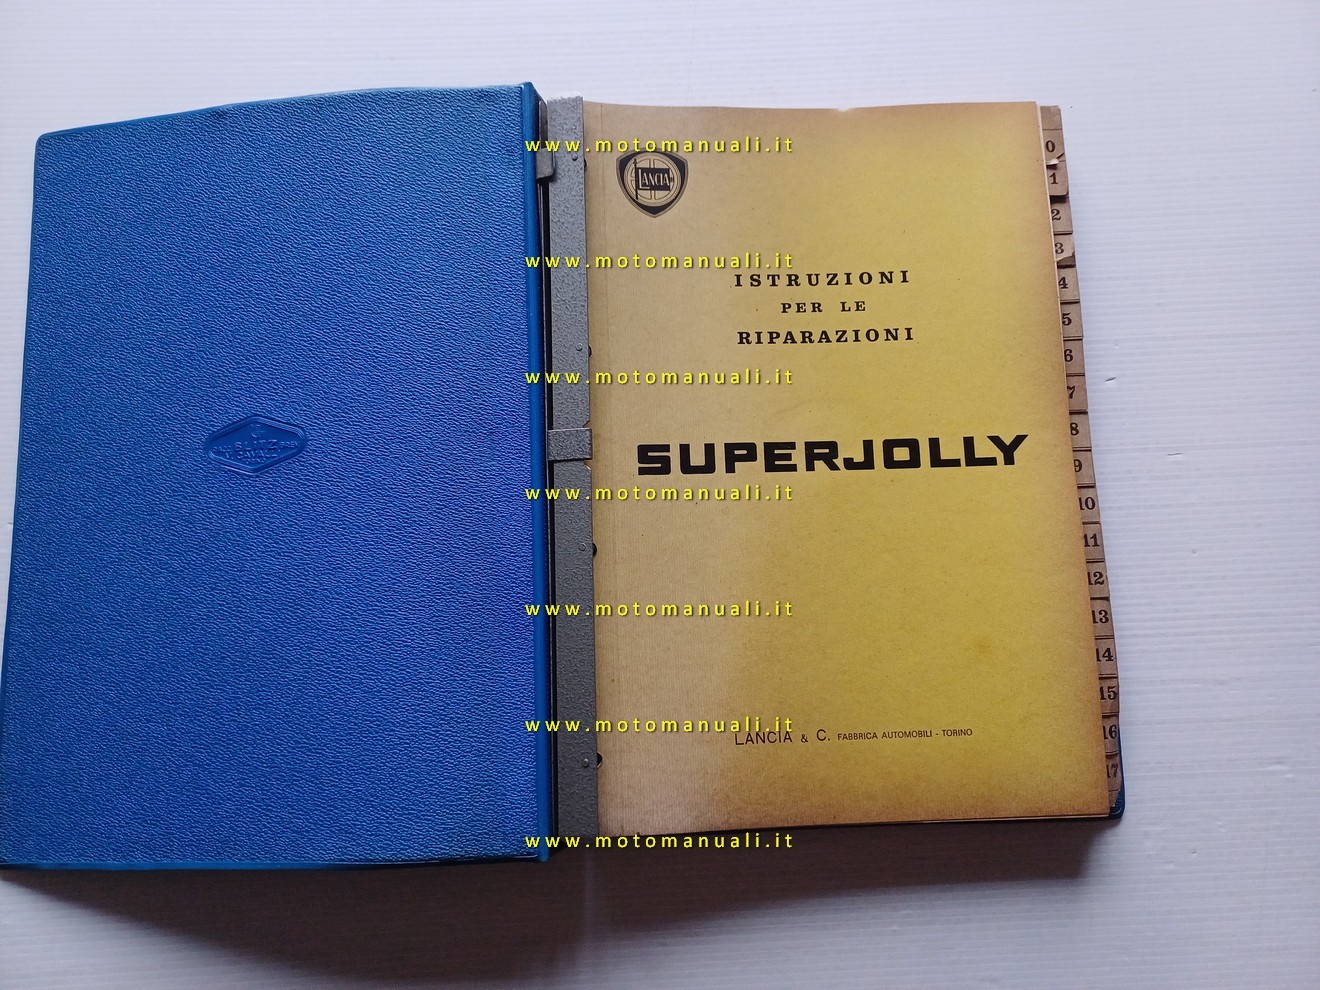 www.motomanuali.it
LANCIA
www.motomanuali.it
ISTRUZIONI
PER LE
RIPARAZIONI
www.motomanuali.it
SUPERJOLLY
www.motomanuali.it
www.motomanuali.it
www.motomanuali.it
LANCIA & C. FABBRICA AUTOMOBILI - TORINO
www.motomanuali.it
0
1
2
3
4
5
6
7
8
9
10
11
12
13
14
15
16
17